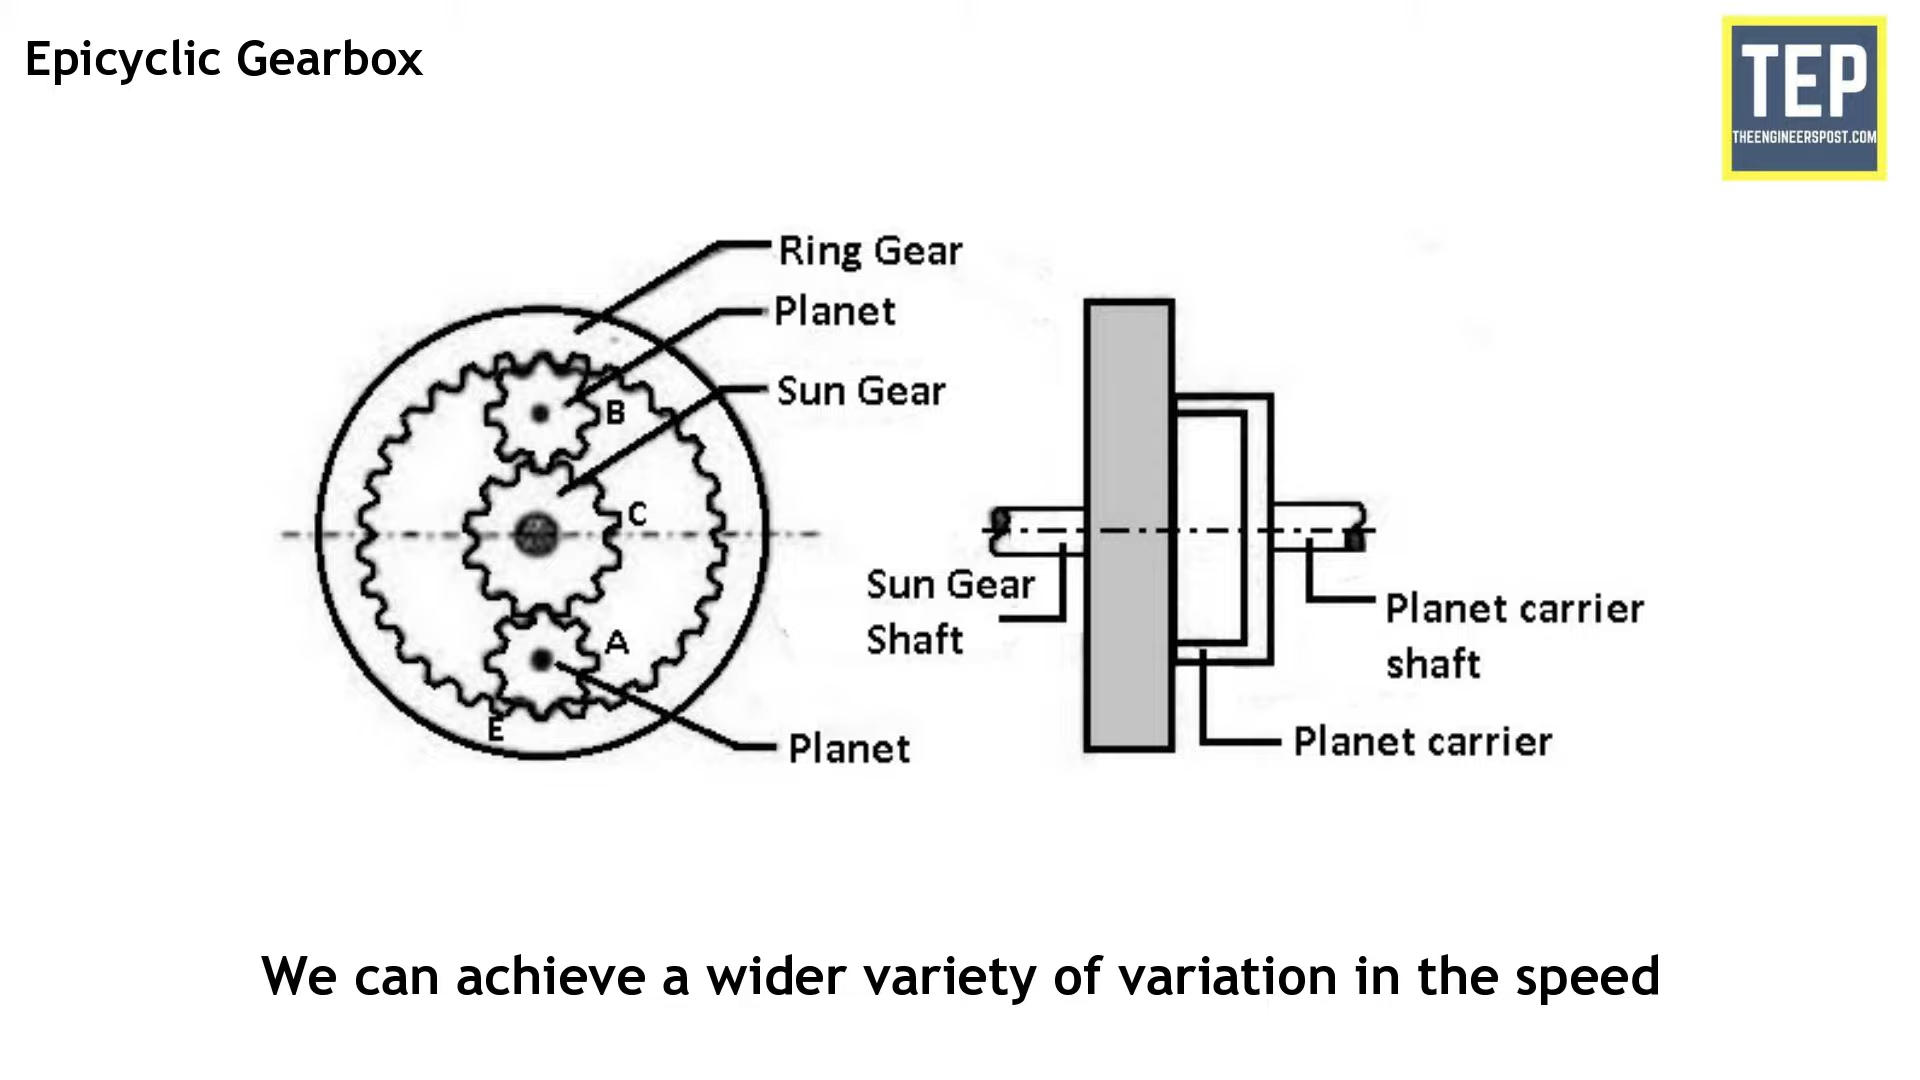 Epicyclic Gearbox
TEP
THEENGINEERSPOST.COM
Ring Gear
Planet
Sun Gear
B
C
A
E
Planet
Sun Gear
Shaft
Planet carrier
shaft
Planet carrier
We can achieve a wider variety of variation in the speed